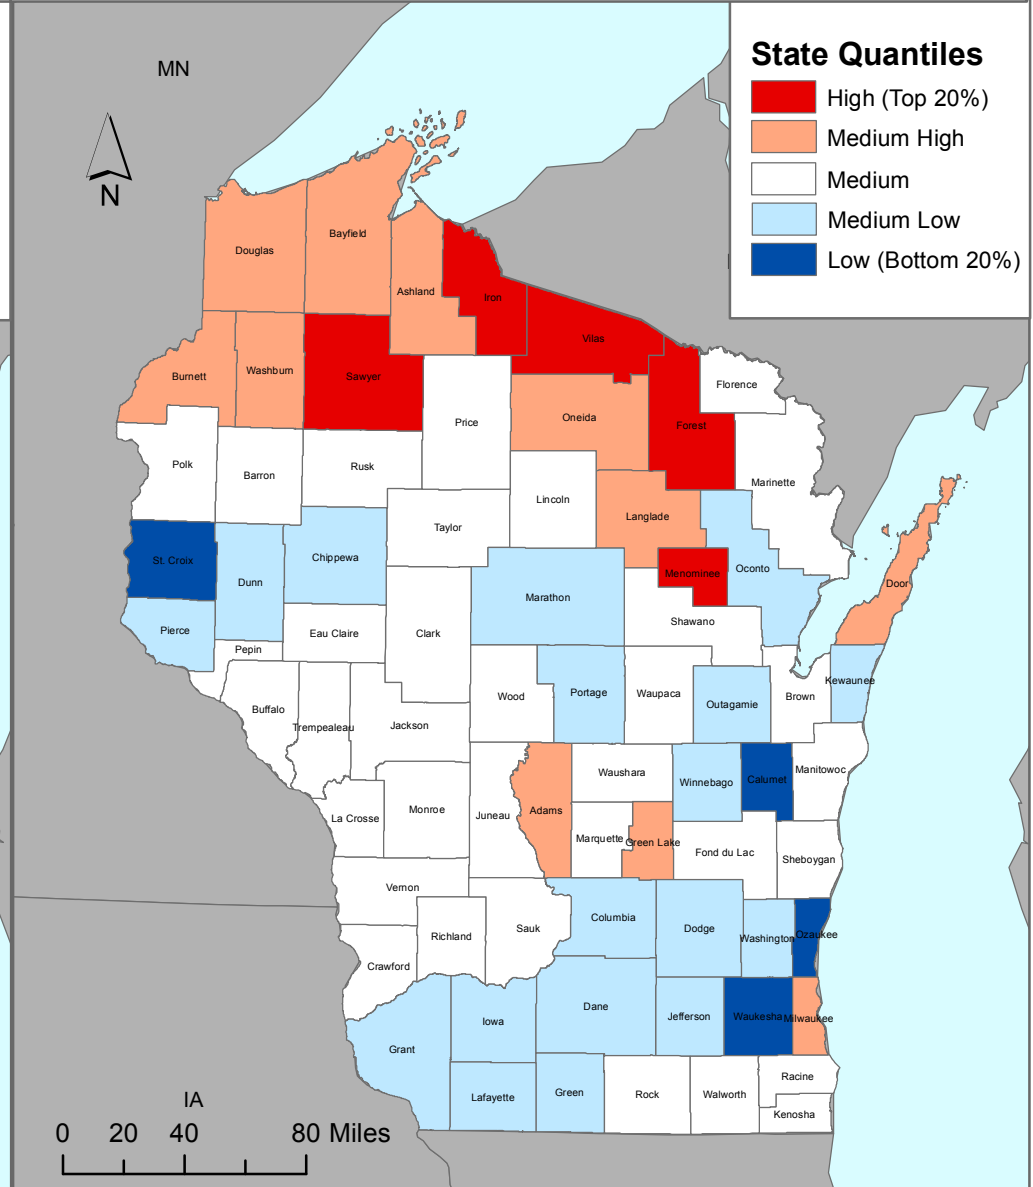 State Quantiles
High (Top 20%)
Medium High
Medium
Medium Low
Low (Bottom 20%)
MN
N
Douglas
Bayfield
Ashland
Iron
Vilas
Burnett
Washburn
Sawyer
Price
Oneida
Forest
Florence
Polk
Barron
Rusk
Taylor
Lincoln
Langlade
Marinette
St. Croix
Dunn
Chippewa
Marathon
Menominee
Oconto
Door
Pierce
Pepin
Eau Claire
Clark
Shawano
Buffalo
Trempealeau
Jackson
Wood
Portage
Waupaca
Outagamie
Brown
Kewaunee
La Crosse
Monroe
Juneau
Adams
Waushara
Winnebago
Calumet
Manitowoc
Marquette
Green Lake
Fond du Lac
Sheboygan
Vernon
Richland
Sauk
Columbia
Dodge
Washington
Ozaukee
Crawford
Grant
Iowa
Dane
Jefferson
Waukesha
Milwaukee
Lafayette
Green
Rock
Walworth
Racine
Kenosha
IA
0 20 40 80 Miles